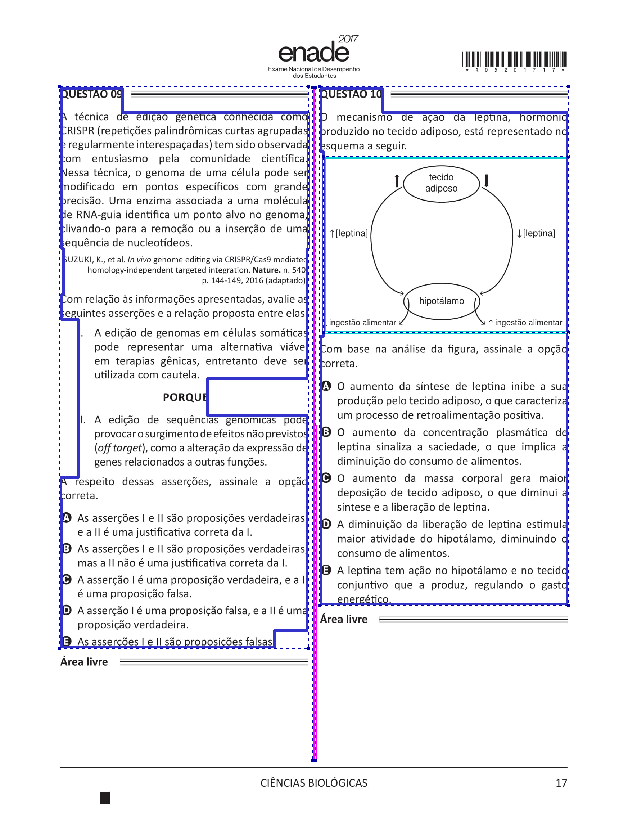 2017
enade
Exame Nacional de Desempenho
dos Estudantes
*R0920171 7*
QUESTÃO 09
A técnica de edição genética conhecida como
CRISPR (repetições palindrômicas curtas agrupadas
e regularmente interespaçadas) tem sido observada
com entusiasmo pela comunidade científica.
Nessa técnica, o genoma de uma célula pode ser
modificado em pontos específicos com grande
precisão. Uma enzima associada a uma molécula
de RNA-guia identifica um ponto alvo no genoma,
clivando-o para a remoção ou a inserção de uma
sequência de nucleotídeos.
SUZUKI, K., et al. In vivo genome editing via CRISPR/Cas9 mediated
homology-independent targeted integration. Nature. n. 540,
p. 144-149, 2016 (adaptado).
Com relação às informações apresentadas, avalie as
seguintes asserções e a relação proposta entre elas.
I. A edição de genomas em células somáticas
pode representar uma alternativa viável
em terapias gênicas, entretanto deve ser
utilizada com cautela.
PORQUE
II. A edição de sequências genômicas pode
provocar o surgimento de efeitos não previstos
(off target), como a alteração da expressão de
genes relacionados a outras funções.
A respeito dessas asserções, assinale a opção
correta.
A As asserções I e II são proposições verdadeiras,
e a II é uma justificativa correta da I.
B As asserções I e II são proposições verdadeiras,
mas a II não é uma justificativa correta da I.
C A asserção I é uma proposição verdadeira, e a II
é uma proposição falsa.
D A asserção I é uma proposição falsa, e a II é uma
proposição verdadeira.
E As asserções I e II são proposições falsas.
Área livre
QUESTÃO 10
O mecanismo de ação da leptina, hormônio
produzido no tecido adiposo, está representado no
esquema a seguir.
tecido
adiposo
↑[leptina]
↓[leptina]
hipotálamo
ingestão alimentar
↑ ingestão alimentar
Com base na análise da figura, assinale a opção
correta.
A O aumento da síntese de leptina inibe a sua
produção pelo tecido adiposo, o que caracteriza
um processo de retroalimentação positiva.
B O aumento da concentração plasmática de
leptina sinaliza a saciedade, o que implica a
diminuição do consumo de alimentos.
C O aumento da massa corporal gera maior
deposição de tecido adiposo, o que diminui a
síntese e a liberação de leptina.
D A diminuição da liberação de leptina estimula
maior atividade do hipotálamo, diminuindo o
consumo de alimentos.
E A leptina tem ação no hipotálamo e no tecido
conjuntivo que a produz, regulando o gasto
energético.
Área livre
CIÊNCIAS BIOLÓGICAS
17